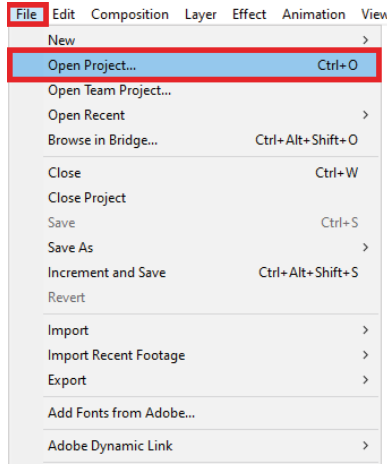 File Edit Composition Layer Effect Animation View
New >
Open Project... Ctrl+O
Open Team Project...
Open Recent >
Browse in Bridge... Ctrl+Alt+Shift+O
Close Ctrl+W
Close Project
Save Ctrl+S
Save As >
Increment and Save Ctrl+Alt+Shift+S
Revert
Import >
Import Recent Footage >
Export >
Add Fonts from Adobe...
Adobe Dynamic Link >